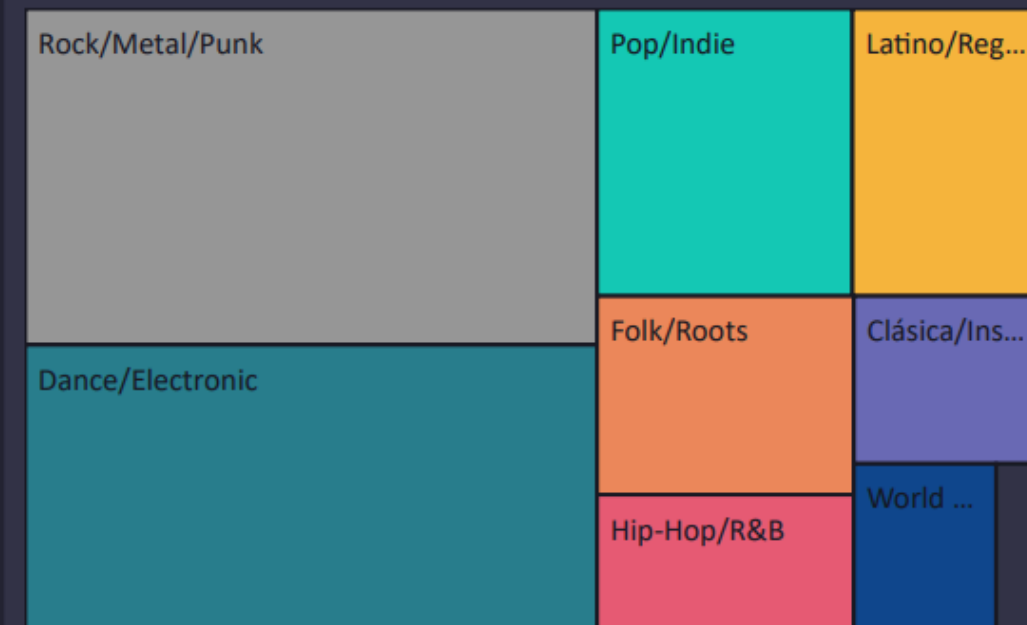 Rock/Metal/Punk
Pop/Indie
Latino/Reg...
Folk/Roots
Clásica/Ins...
Dance/Electronic
World ...
Hip-Hop/R&B